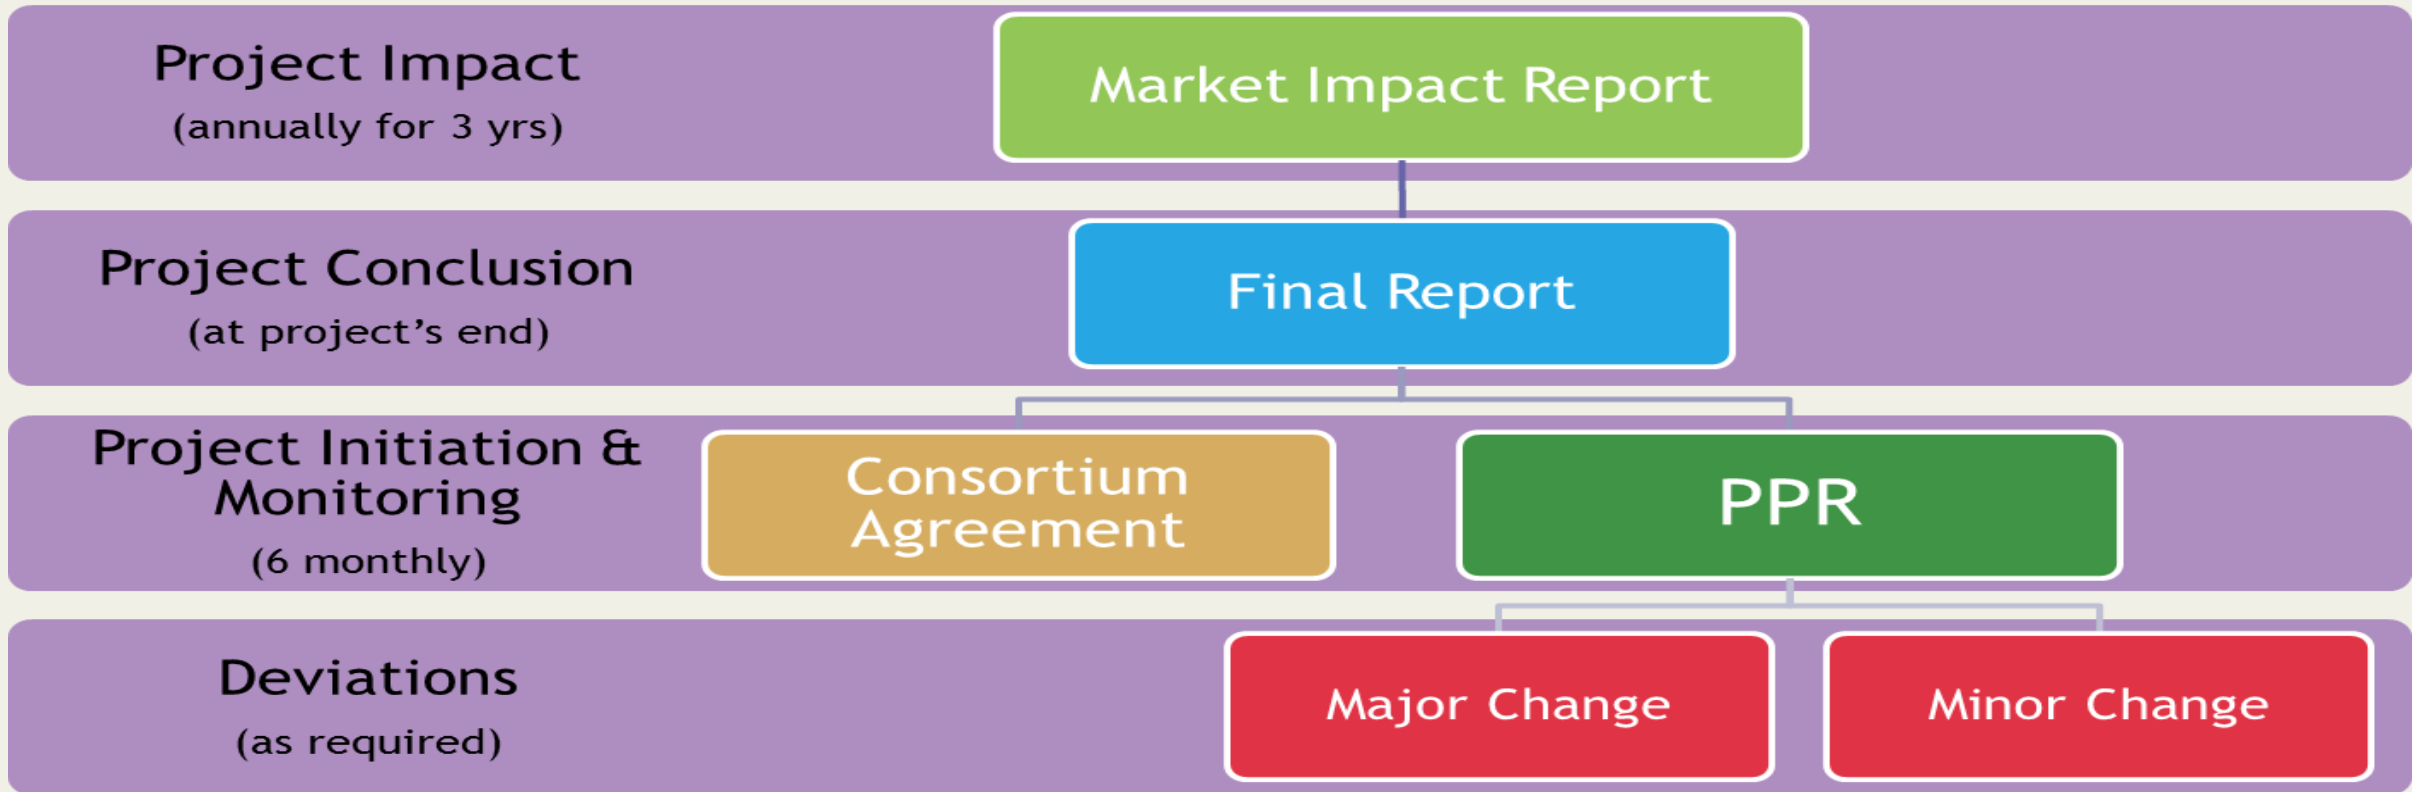 Project Impact
(annually for 3 yrs)
Market Impact Report
Project Conclusion
(at project’s end)
Final Report
Project Initiation &
Monitoring
(6 monthly)
Consortium
Agreement
PPR
Deviations
(as required)
Major Change
Minor Change